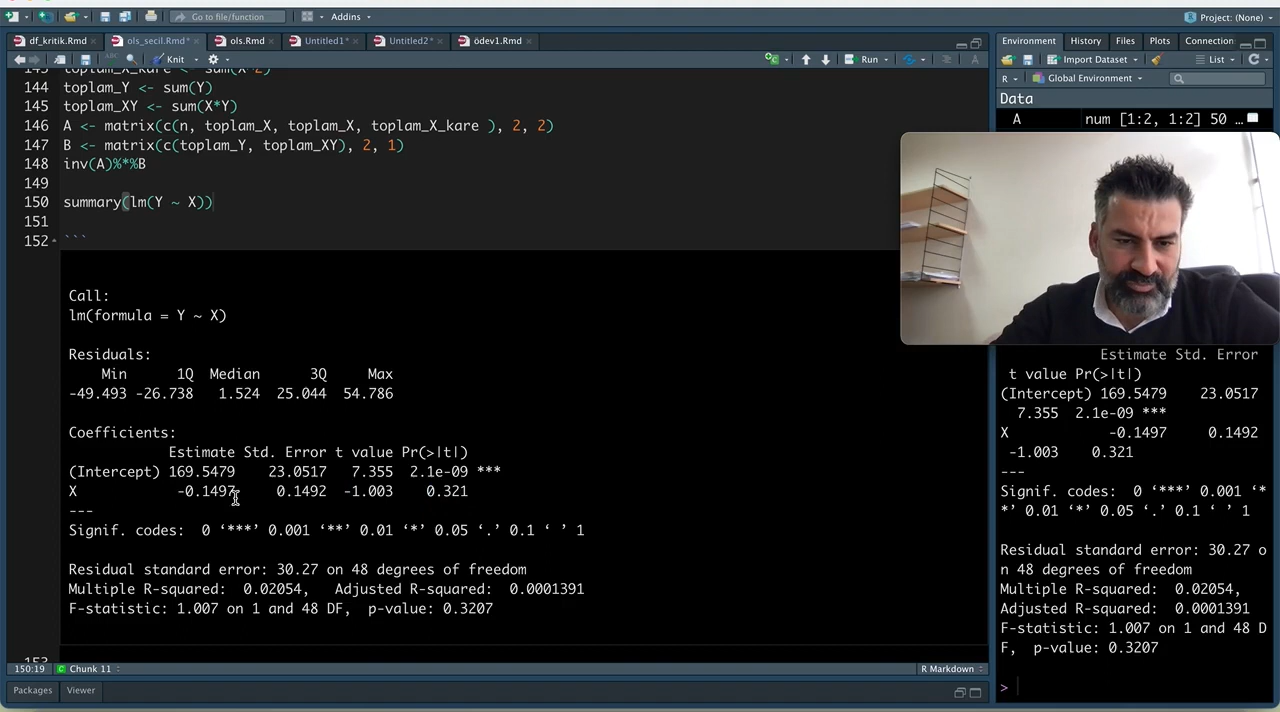 Go to file/function
Addins
Project: (None)
df_kritik.Rmd
ols_secil.Rmd*
ols.Rmd
Untitled1*
Untitled2*
ödev1.Rmd
Environment
History
Files
Plots
Connection
Knit
Run
Import Dataset
List
R
Global Environment
Data
A num [1:2, 1:2] 50 …
144 toplam_Y <- sum(Y)
145 toplam_XY <- sum(X*Y)
146 A <- matrix(c(n, toplam_X, toplam_X, toplam_X_kare ), 2, 2)
147 B <- matrix(c(toplam_Y, toplam_XY), 2, 1)
148 inv(A)%*%B
149
150 summary(lm(Y ~ X))
151
152 ```
Call:
lm(formula = Y ~ X)
Residuals:
Min 1Q Median 3Q Max
-49.493 -26.738 1.524 25.044 54.786
Coefficients:
Estimate Std. Error t value Pr(>|t|)
(Intercept) 169.5479 23.0517 7.355 2.1e-09 ***
X -0.1497 0.1492 -1.003 0.321
---
Signif. codes: 0 ‘***’ 0.001 ‘**’ 0.01 ‘*’ 0.05 ‘.’ 0.1 ‘ ’ 1
Residual standard error: 30.27 on 48 degrees of freedom
Multiple R-squared: 0.02054, Adjusted R-squared: 0.0001391
F-statistic: 1.007 on 1 and 48 DF, p-value: 0.3207
150:19
Chunk 11
R Markdown
Packages
Viewer
Estimate Std. Error
t value Pr(>|t|)
(Intercept) 169.5479 23.0517
7.355 2.1e-09 ***
X -0.1497 0.1492
-1.003 0.321
---
Signif. codes: 0 ‘***’ 0.001 ‘*
*’ 0.01 ‘*’ 0.05 ‘.’ 0.1 ‘ ’ 1
Residual standard error: 30.27 o
n 48 degrees of freedom
Multiple R-squared: 0.02054,
Adjusted R-squared: 0.0001391
F-statistic: 1.007 on 1 and 48 D
F, p-value: 0.3207
>